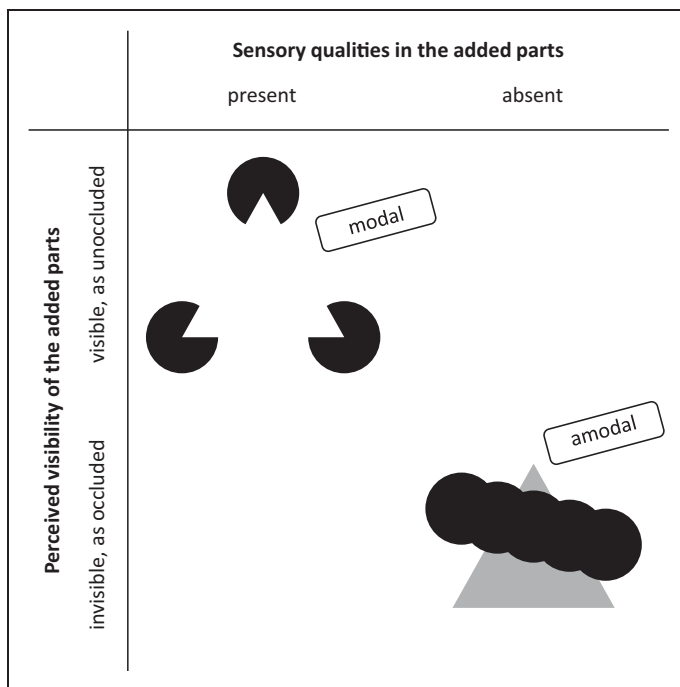 Sensory qualities in the added parts
present
absent
Perceived visibility of the added parts
visible, as unoccluded
modal
invisible, as occluded
amodal